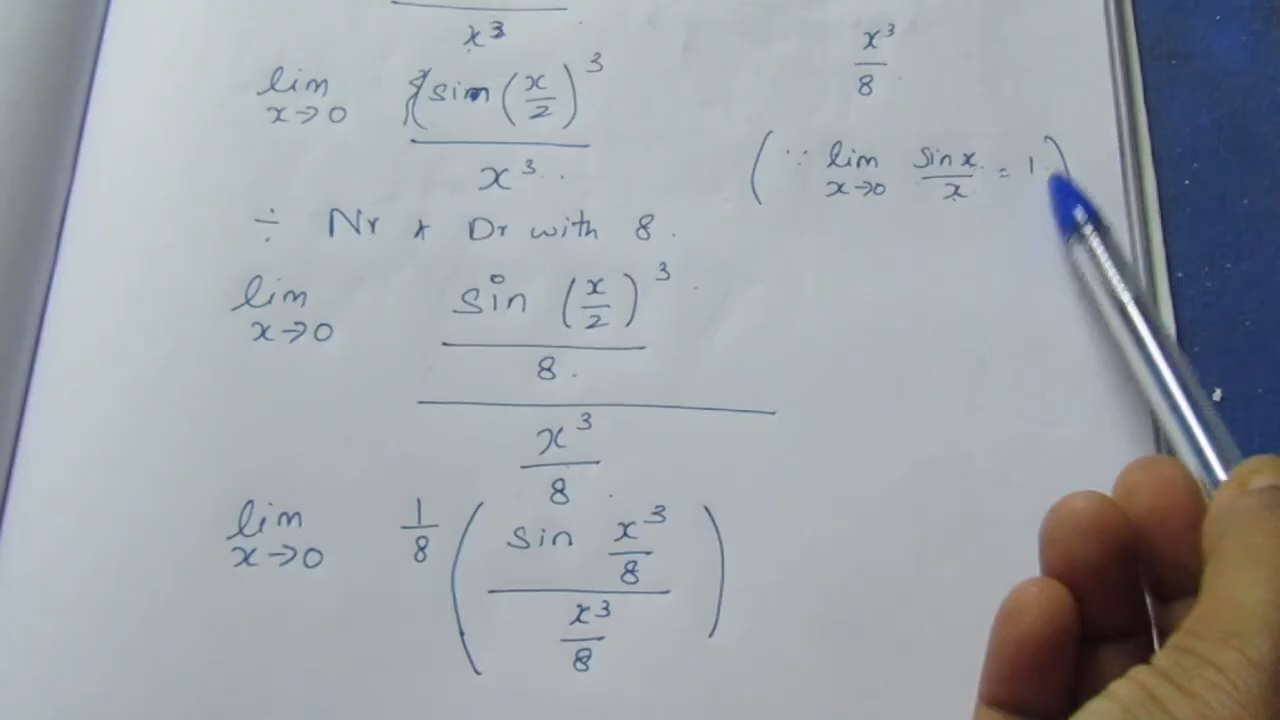 x³
lim x→0 sin (x/2)³ / x³
x³/8
(∵ lim x→0 sin x / x = 1)
÷ Nr & Dr with 8.
lim x→0 (sin (x/2)³ / 8) / (x³/8)
lim x→0 1/8 (sin x³/8 / x³/8)